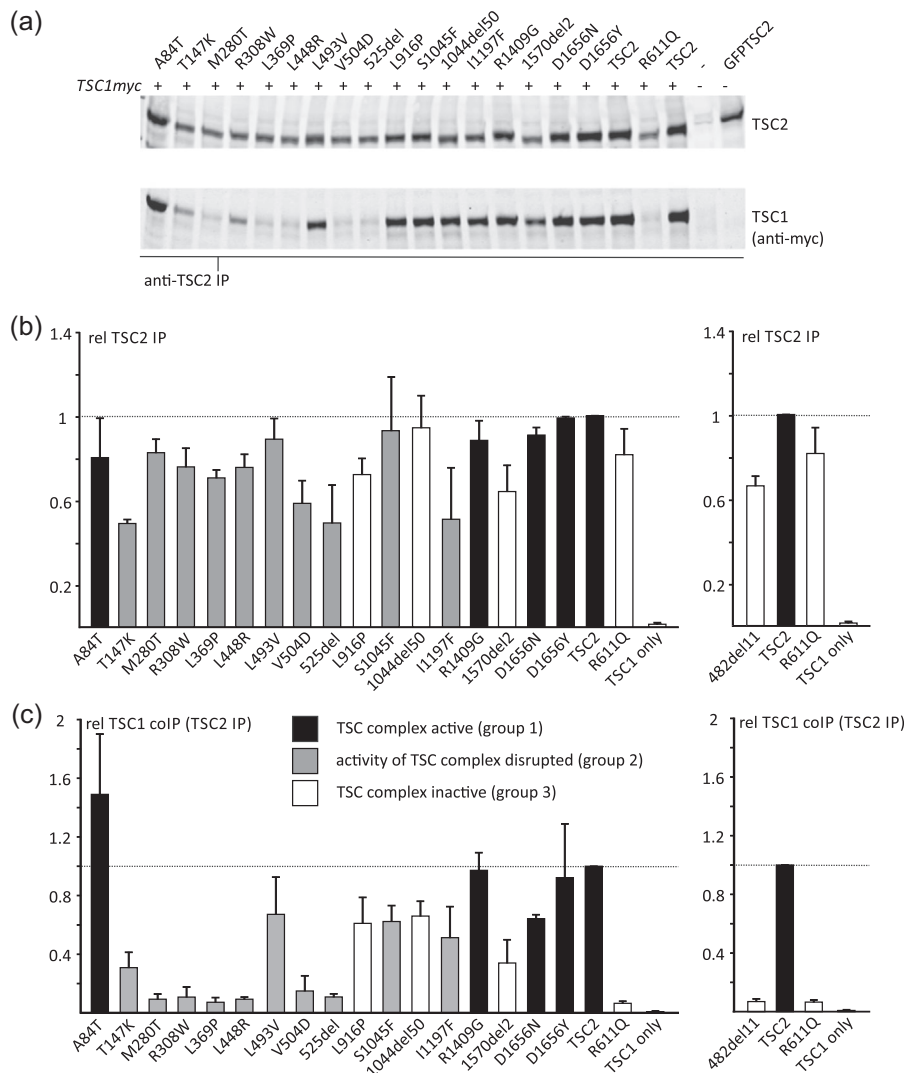 (a)
A84T T147K M280T R308W L369P L448R L493V V504D 525del L916P S1045F 1044del50 I1197F R1409G 1570del2 D1656N D1656Y TSC2 R611Q TSC2 - GFPTSC2
TSC1myc + + + + + + + + + + + + + + + + + + + + - -
TSC2
TSC1
(anti-myc)
anti-TSC2 IP
(b)
rel TSC2 IP
1.4
1
0.6
0.2
A84T T147K M280T R308W L369P L448R L493V V504D 525del L916P S1045F 1044del50 I1197F R1409G 1570del2 D1656N D1656Y TSC2 R611Q TSC1 only
rel TSC2 IP
1.4
1
0.6
0.2
482del11 TSC2 R611Q TSC1 only
(c)
rel TSC1 coIP (TSC2 IP)
2
1.6
1.2
0.8
0.4
TSC complex active (group 1)
activity of TSC complex disrupted (group 2)
TSC complex inactive (group 3)
A84T T147K M280T R308W L369P L448R L493V V504D 525del L916P S1045F 1044del50 I1197F R1409G 1570del2 D1656N D1656Y TSC2 R611Q TSC1 only
rel TSC1 coIP (TSC2 IP)
2
1.6
1.2
0.8
0.4
482del11 TSC2 R611Q TSC1 only